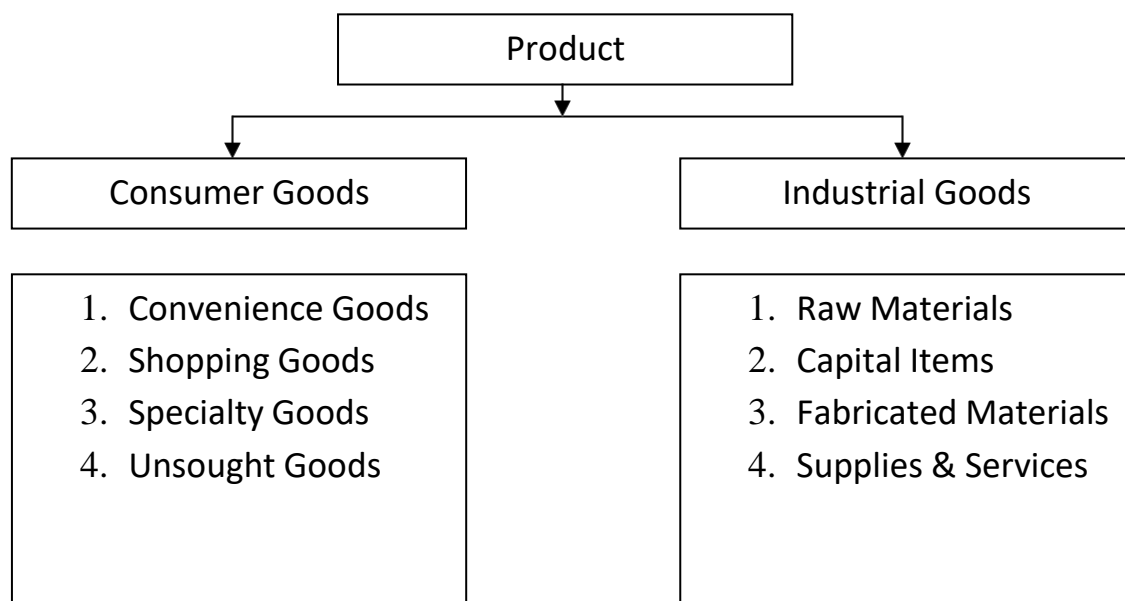 Product
Consumer Goods
Industrial Goods
1. Convenience Goods
2. Shopping Goods
3. Specialty Goods
4. Unsought Goods
1. Raw Materials
2. Capital Items
3. Fabricated Materials
4. Supplies & Services